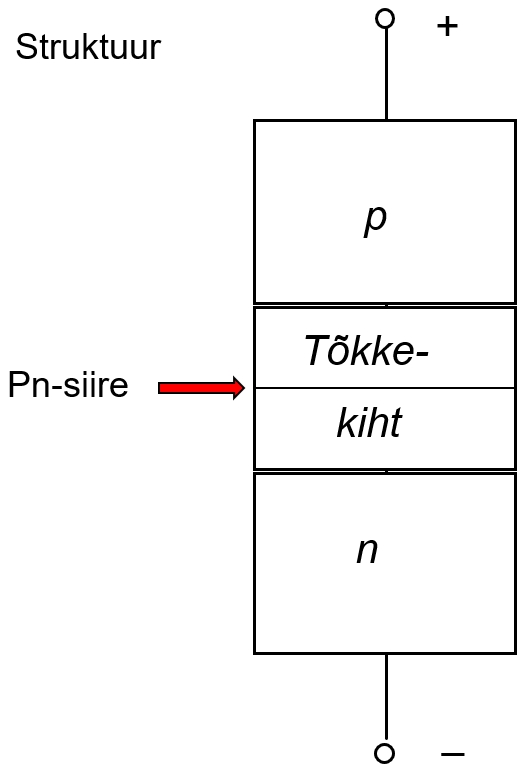 Struktuur
+
p
Tõkke-
Pn-siire
kiht
n
–